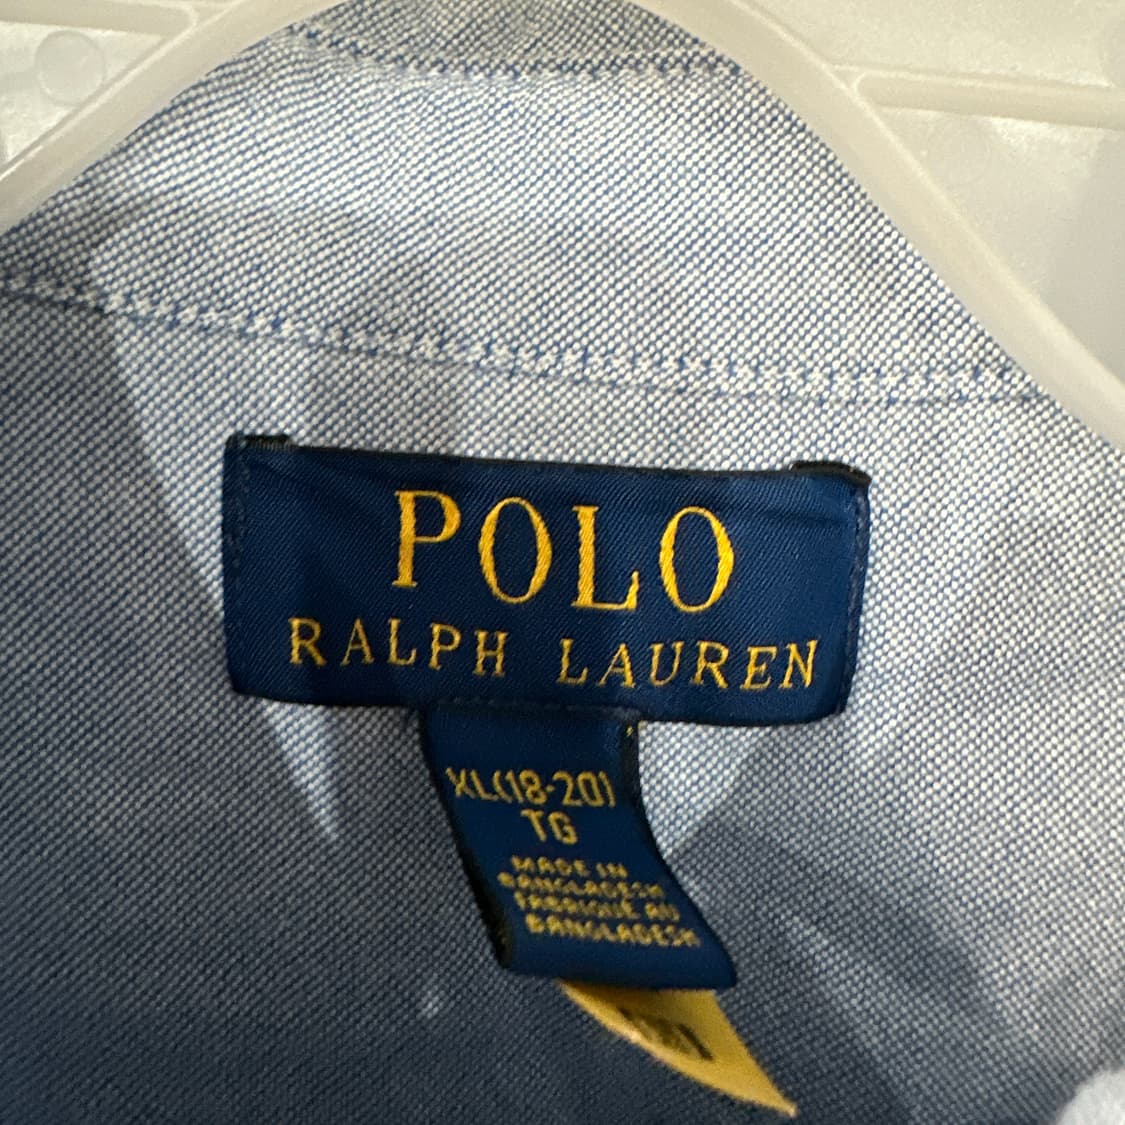 POLO
RALPH LAUREN
XL(18-20)
TG
MADE IN
BANGLADESH
FABRIQUÉ AU
BANGLADESH